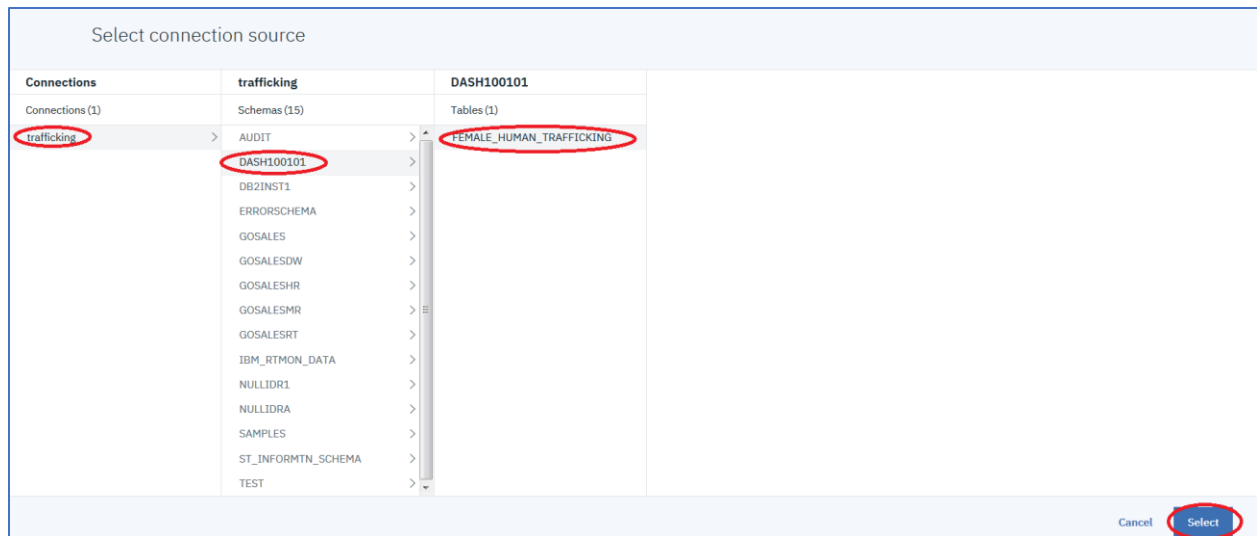 Select connection source
Connections
trafficking
DASH100101
Connections (1)
Schemas (15)
Tables (1)
trafficking
AUDIT
FEMALE_HUMAN_TRAFFICKING
DASH100101
DB2INST1
ERRORSCHEMA
GOSALES
GOSALESDW
GOSALESHR
GOSALESMR
GOSALESRT
IBM_RTMON_DATA
NULLIDR1
NULLIDRA
SAMPLES
ST_INFORMTN_SCHEMA
TEST
Cancel
Select